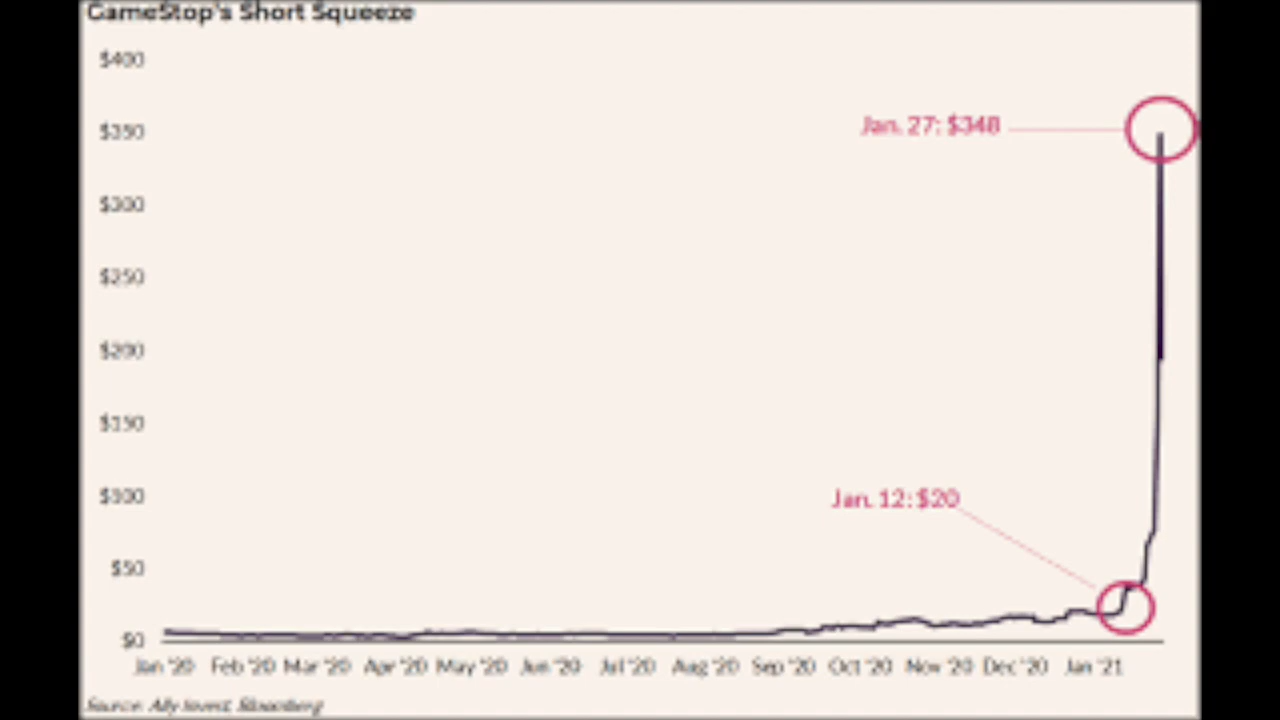 GameStop's Short Squeeze
$400
$350
Jan. 27: $348
$300
$250
$200
$150
$100
Jan. 12: $20
$50
$0
Jan '20 Feb '20 Mar '20 Apr '20 May '20 Jun '20 Jul '20 Aug '20 Sep '20 Oct '20 Nov '20 Dec '20 Jan '21
Source: Ally Invest, Bloomberg